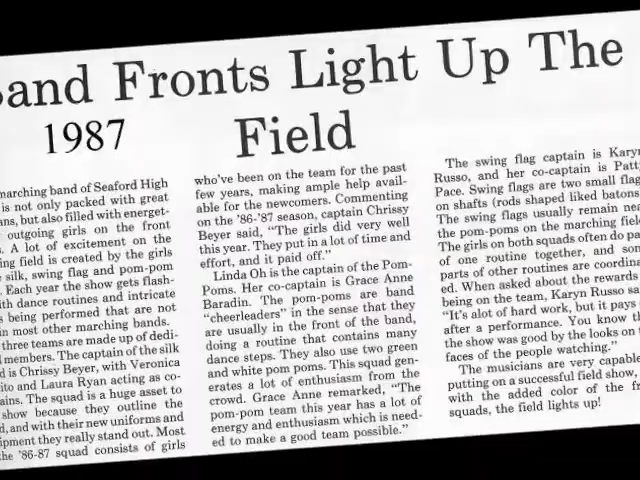 Band Fronts Light Up The
Field
1987
marching band of Seaford High
is not only packed with great
ans, but also filled with energet-
outgoing girls on the front
. A lot of excitement on the
ing field is created by the girls
silk, swing flag and pom-pom
. Each year the show gets flash-
ith dance routines and intricate
s being performed that are not
in most other marching bands.
three teams are made up of dedi-
members. The captain of the silk
d is Chrissy Beyer, with Veronica
ito and Laura Ryan acting as co-
ains. The squad is a huge asset to
show because they outline the
d, and with their new uniforms and
ipment they really stand out. Most
the '86-87 squad consists of girls
who've been on the team for the past
few years, making ample help avail-
able for the newcomers. Commenting
on the '86-'87 season, captain Chrissy
Beyer said, "The girls did very well
this year. They put in a lot of time and
effort, and it paid off."
Linda Oh is the captain of the Pom-
Poms. Her co-captain is Grace Anne
Baradin. The pom-poms are band
"cheerleaders" in the sense that they
are usually in the front of the band,
doing a routine that contains many
dance steps. They also use two green
and white pom poms. This squad gen-
erates a lot of enthusiasm from the
crowd. Grace Anne remarked, "The
pom-pom team this year has a lot of
energy and enthusiasm which is need-
ed to make a good team possible."
The swing flag captain is Karyn
Russo, and her co-captain is Patty
Pace. Swing flags are two small flags
on shafts (rods shaped liked batons
The swing flags usually remain nea
the pom-poms on the marching fiel
The girls on both squads often do pa
of one routine together, and som
parts of other routines are coordina
ed. When asked about the rewards
being on the team, Karyn Russo sa
"It's alot of hard work, but it pays
after a performance. You know th
the show was good by the looks on
faces of the people watching."
The musicians are very capable
putting on a successful field show,
with the added color of the fr
squads, the field lights up!